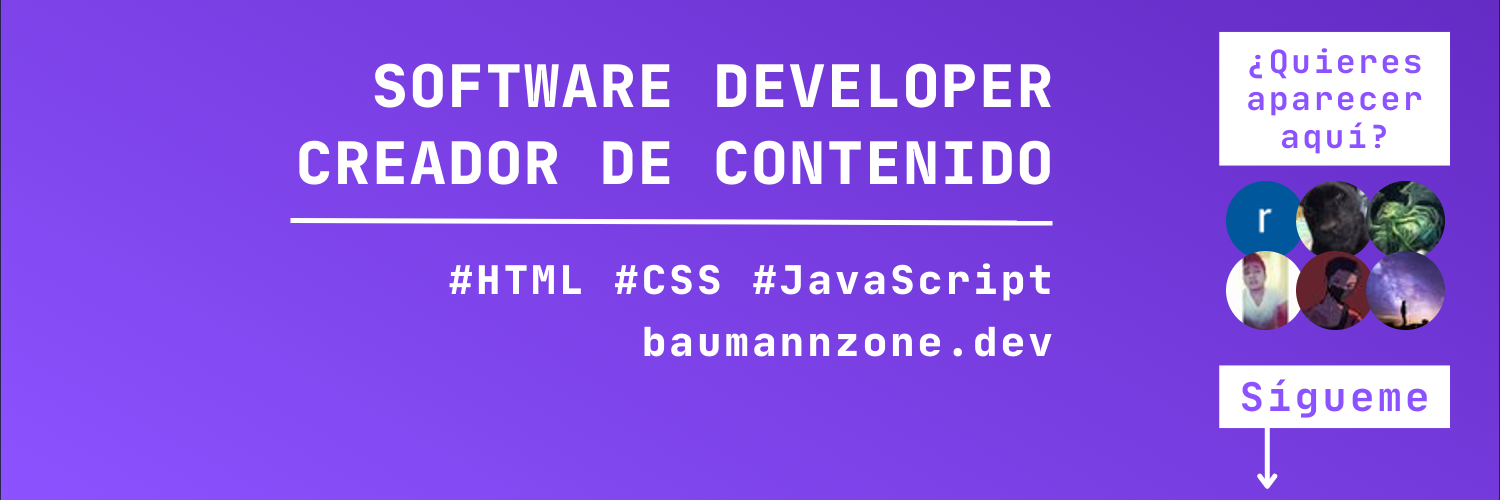 SOFTWARE DEVELOPER
CREADOR DE CONTENIDO
#HTML #CSS #JavaScript
baumannzone.dev
¿Quieres
aparecer
aquí?
r
Sígueme